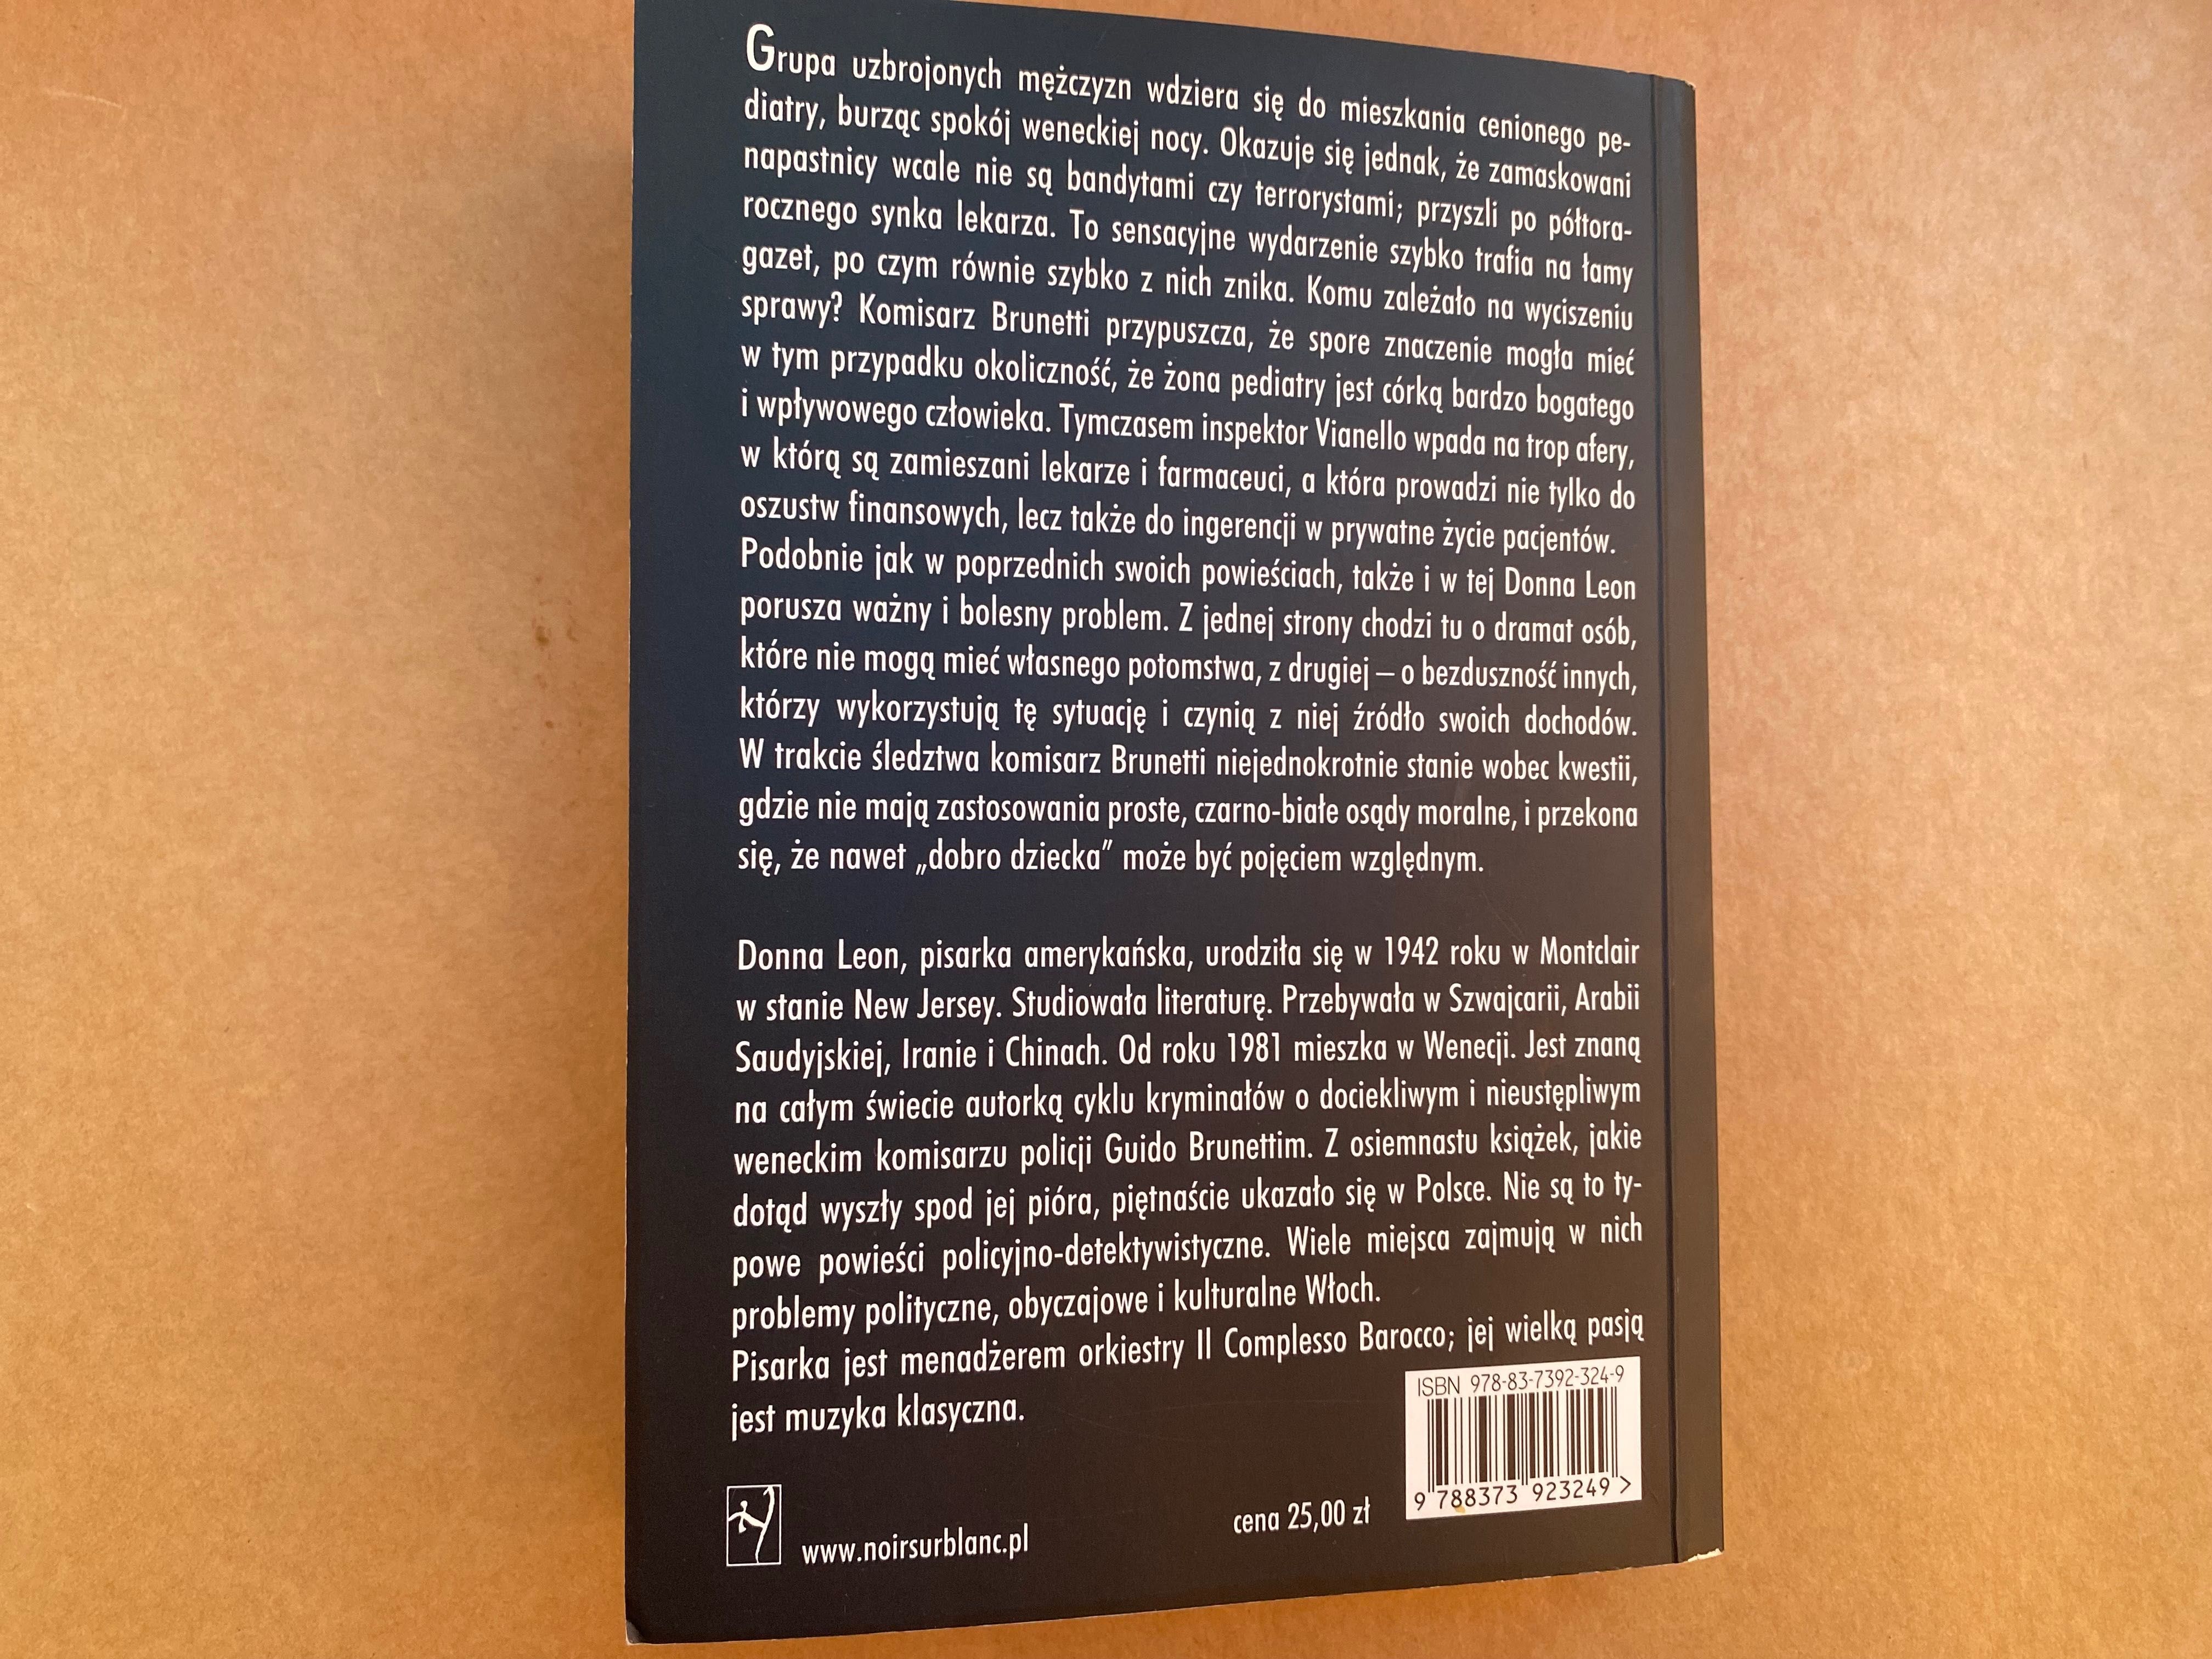 Grupa uzbrojonych mężczyzn wdziera się do mieszkania cenionego pe-
diatry, burząc spokój weneckiej nocy. Okazuje się jednak, że zamaskowani
napastnicy wcale nie są bandytami czy terrorystami; przyszli po półtora-
rocznego synka lekarza. To sensacyjne wydarzenie szybko trafia na łamy
gazet, po czym równie szybko z nich znika. Komu zależało na wyciszeniu
sprawy? Komisarz Brunetti przypuszcza, że spore znaczenie mogła mieć
w tym przypadku okoliczność, że żona pediatry jest córką bardzo bogatego
i wpływowego człowieka. Tymczasem inspektor Vianello wpada na trop afery,
w którą są zamieszani lekarze i farmaceuci, a która prowadzi nie tylko do
oszustw finansowych, lecz także do ingerencji w prywatne życie pacjentów.
Podobnie jak w poprzednich swoich powieściach, także i w tej Donna Leon
porusza ważny i bolesny problem. Z jednej strony chodzi tu o dramat osób,
które nie mogą mieć własnego potomstwa, z drugiej – o bezduszność innych,
którzy wykorzystują tę sytuację i czynią z niej źródło swoich dochodów.
W trakcie śledztwa komisarz Brunetti niejednokrotnie stanie wobec kwestii,
gdzie nie mają zastosowania proste, czarno-białe osądy moralne, i przekona
się, że nawet „dobro dziecka" może być pojęciem względnym.
Donna Leon, pisarka amerykańska, urodziła się w 1942 roku w Montclair
w stanie New Jersey. Studiowała literaturę. Przebywała w Szwajcarii, Arabii
Saudyjskiej, Iranie i Chinach. Od roku 1981 mieszka w Wenecji. Jest znaną
na całym świecie autorką cyklu kryminałów o dociekliwym i nieustępliwym
weneckim komisarzu policji Guido Brunettim. Z osiemnastu książek, jakie
dotąd wyszły spod jej pióra, piętnaście ukazało się w Polsce. Nie są to ty-
powe powieści policyjno-detektywistyczne. Wiele miejsca zajmują w nich
problemy polityczne, obyczajowe i kulturalne Włoch.
Pisarka jest menadżerem orkiestry Il Complesso Barocco; jej wielką pasją
jest muzyka klasyczna.
ISBN 978-83-7392-324-9
9 788373 923249 >
cena 25,00 zł
www.noirsurblanc.pl